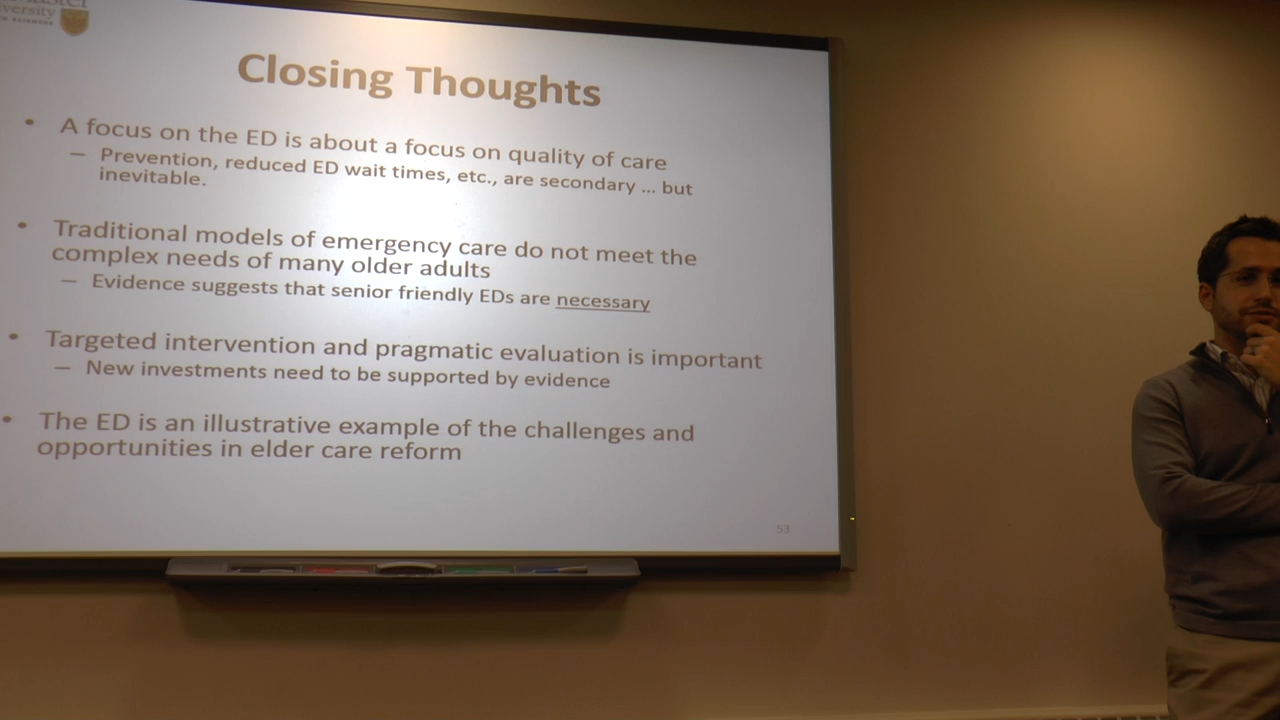 versity
Closing Thoughts
• A focus on the ED is about a focus on quality of care
– Prevention, reduced ED wait times, etc., are secondary ... but
inevitable.
• Traditional models of emergency care do not meet the
complex needs of many older adults
– Evidence suggests that senior friendly EDs are necessary
• Targeted intervention and pragmatic evaluation is important
– New investments need to be supported by evidence
• The ED is an illustrative example of the challenges and
opportunities in elder care reform
53